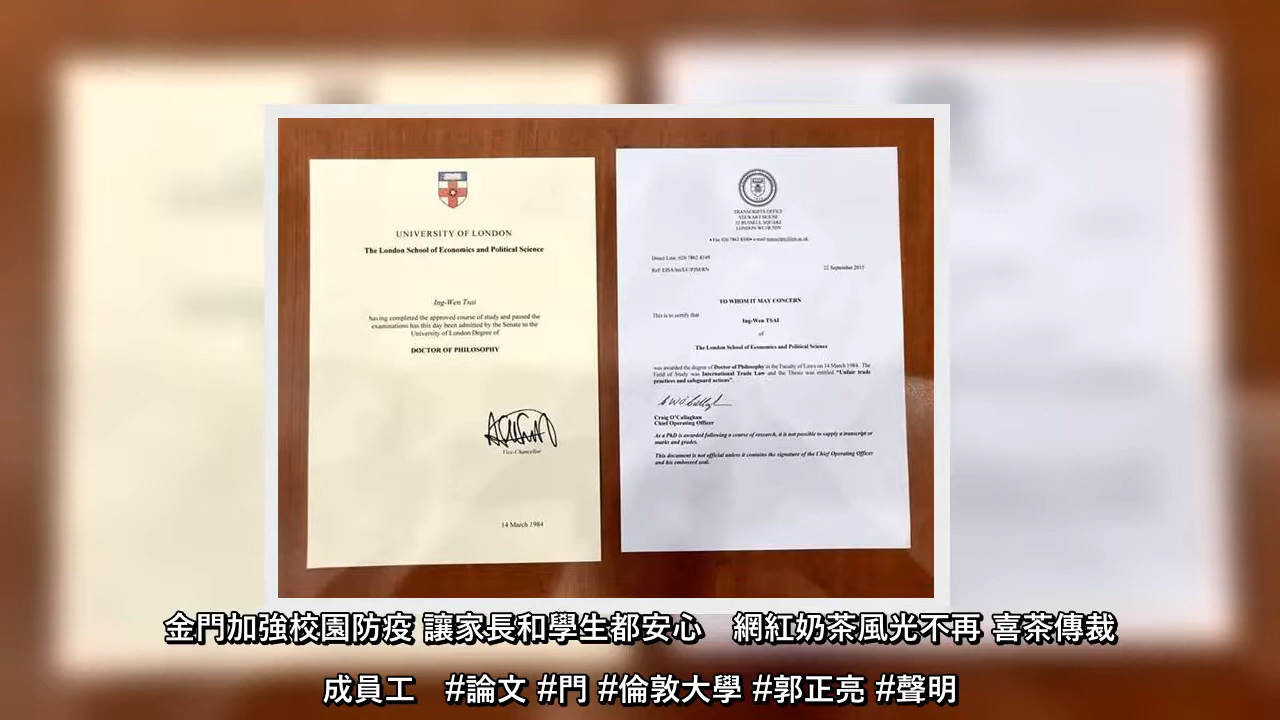 UNIVERSITY OF LONDON
The London School of Economics and Political Science
Ing-Wen Tsai
having completed the approved course of study and passed the
examinations has this day been admitted by the Senate to the
University of London Degree of
DOCTOR OF PHILOSOPHY
Vice-Chancellor
14 March 1984
TRANSCRIPTS OFFICE
STEWART HOUSE
32 RUSSELL SQUARE
LONDON WC1B 5DN
22 September 2015
TO WHOM IT MAY CONCERN
This is to certify that
Ing-Wen TSAI
of
The London School of Economics and Political Science
was awarded the degree of Doctor of Philosophy in the Faculty of Laws on 14 March 1984. The
Field of Study was International Trade Law and the Thesis was entitled "Unfair trade
practices and safeguard actions".
Craig O'Callaghan
Chief Operating Officer
As a PhD is awarded following a course of research, it is not possible to supply a transcript or
marks and grades.
This document is not official unless it contains the signature of the Chief Operating Officer
and his embossed seal.
金門加強校園防疫 讓家長和學生都安心　網紅奶茶風光不再 喜茶傳裁
成員工　#論文 #門 #倫敦大學 #郭正亮 #聲明